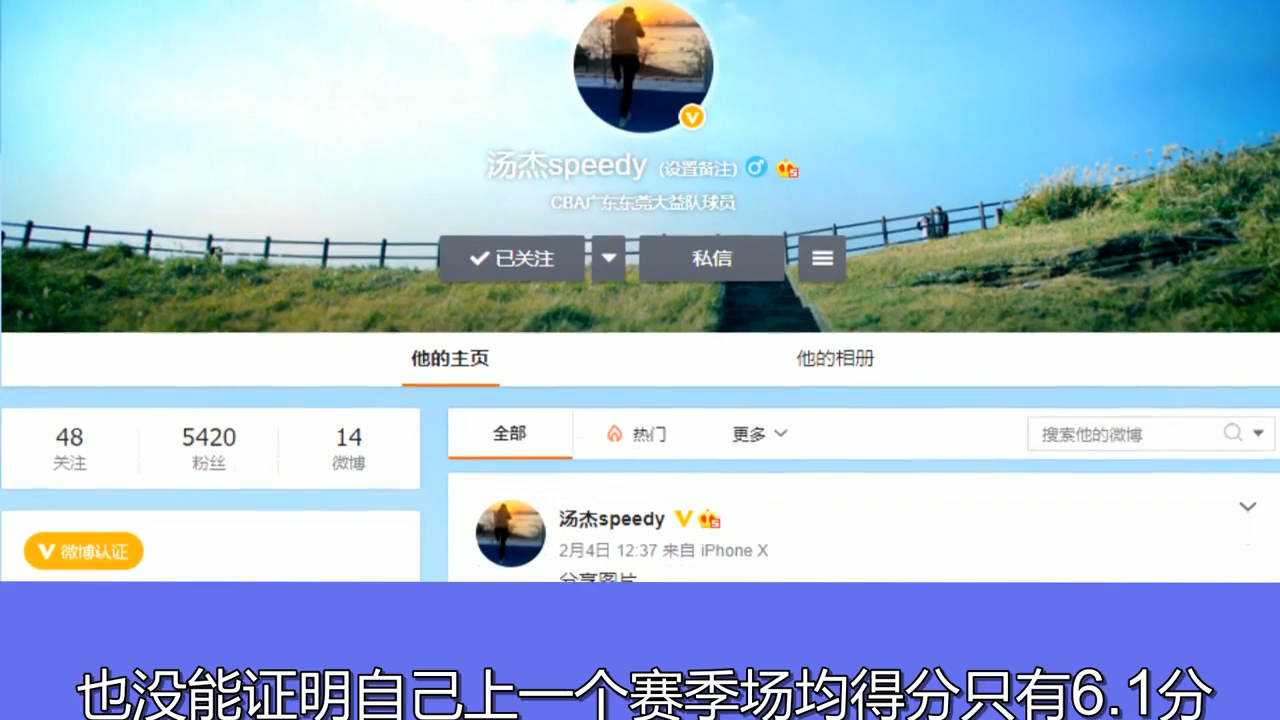 汤杰speedy (设置备注)
CBA广东东莞大益队球员
已关注 私信
他的主页 他的相册
48 5420 14
关注 粉丝 微博
全部 热门 更多 搜索他的微博
汤杰speedy
2月4日 12:37 来自 iPhone X
分享图片
V 微博认证
也没能证明自己上一个赛季场均得分只有6.1分